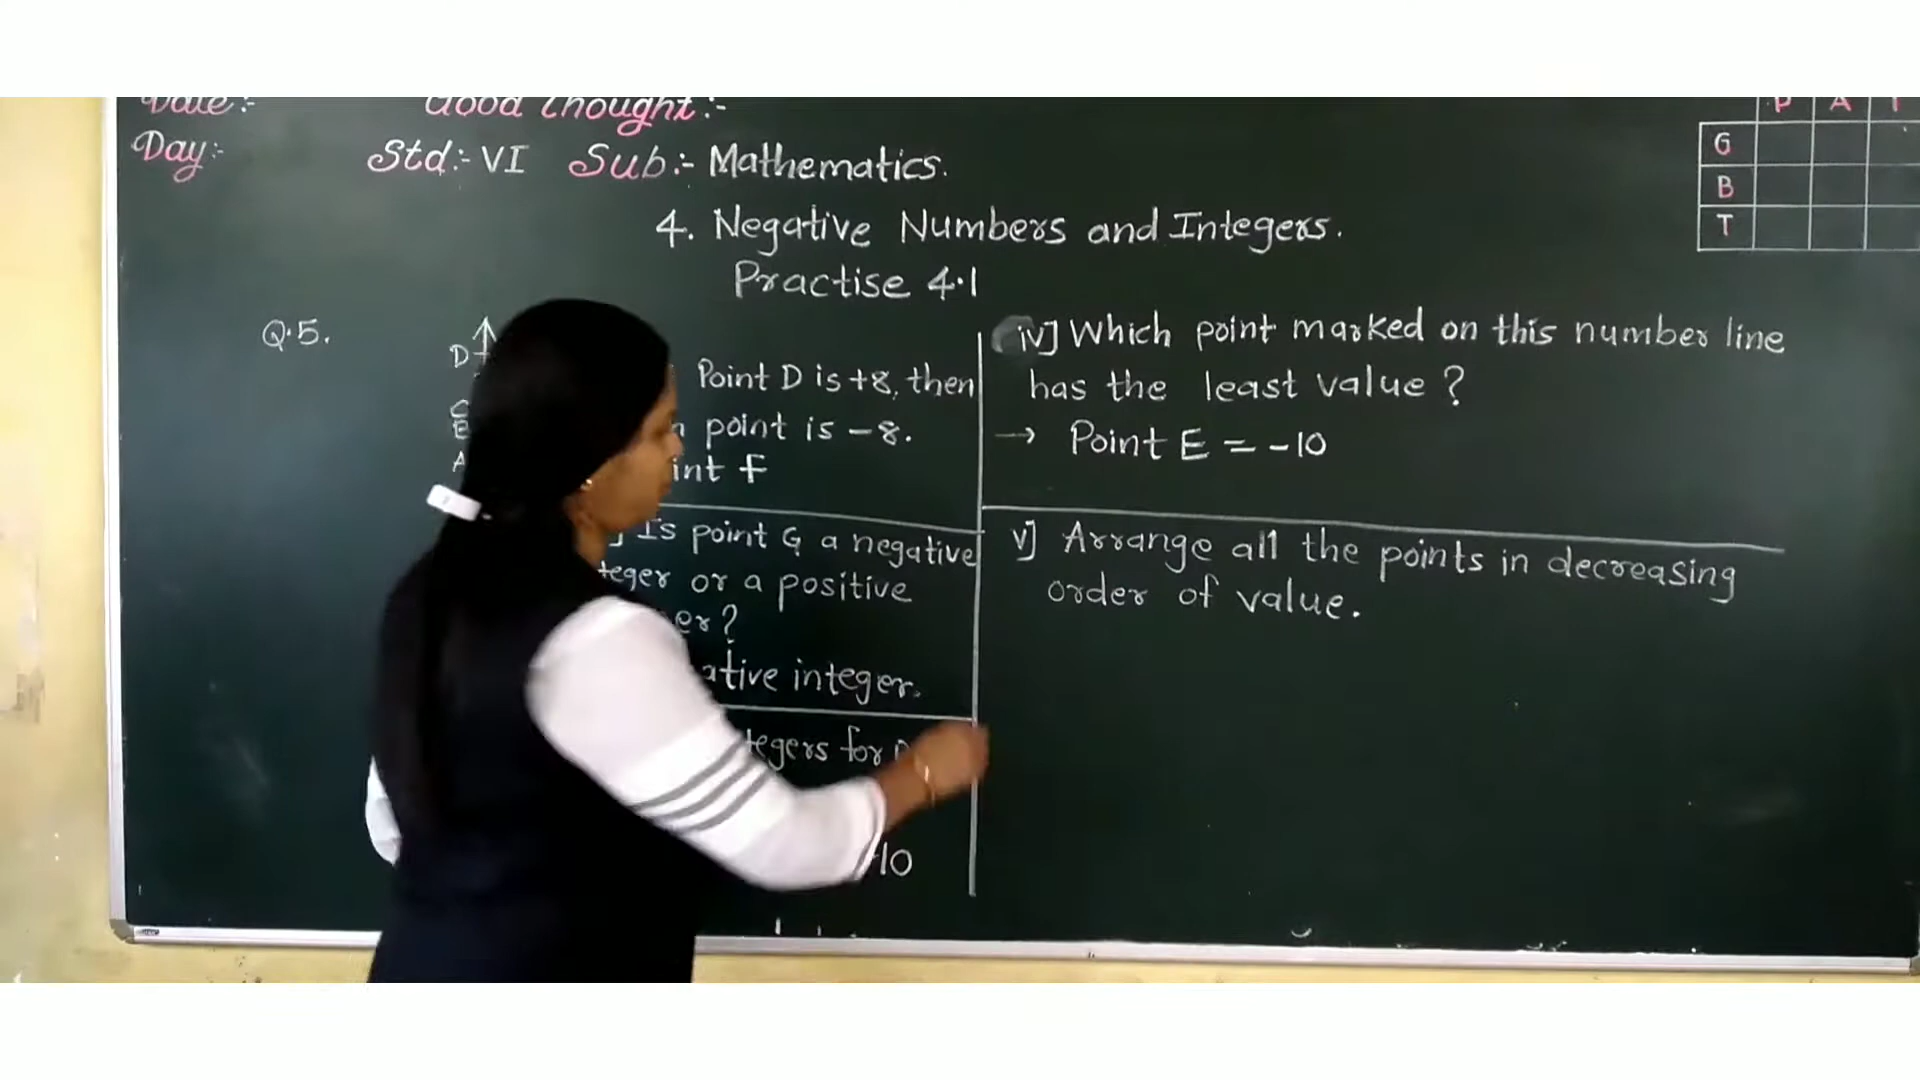 Date:- Good Thought:-
Day:- Std:- VI Sub:- Mathematics.
P A
G
B
T
4. Negative Numbers and Integers.
Practise 4.1
Q.5.
D
C
E
A
Point D is +8, then
point is -8.
int F
Is point G a negative
teger or a positive
er?
ative integer.
tegers for
10
iv] Which point marked on this number line
has the least value ?
→ Point E = -10
v] Arrange all the points in decreasing
order of value.